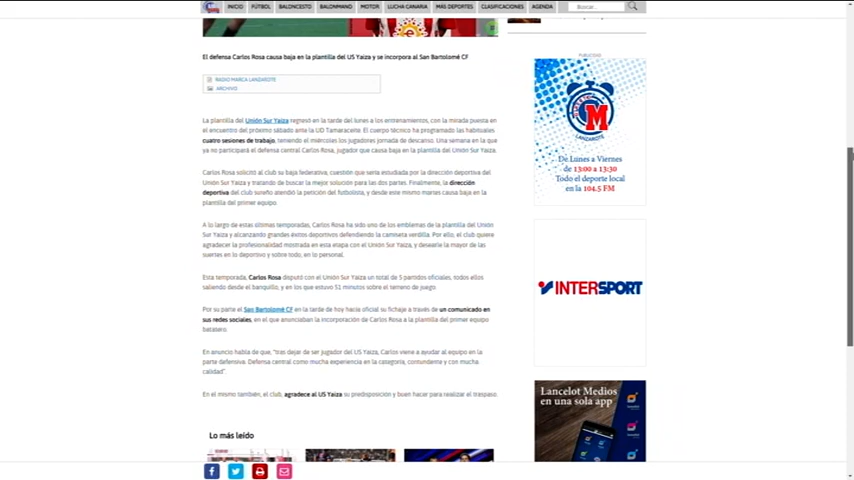 INICIO FÚTBOL BALONCESTO BALONMANO MOTOR LUCHA CANARIA MÁS DEPORTES CLASIFICACIONES AGENDA Buscar...
El defensa Carlos Rosa causa baja en la plantilla del US Yaiza y se incorpora al San Bartolomé CF
RADIO MARCA LANZAROTE
ARCHIVO
La plantilla del Unión Sur Yaiza regresó en la tarde del lunes a los entrenamientos, con la mirada puesta en
el encuentro del próximo sábado ante la UD Tamaraceite. El cuerpo técnico ha programado las habituales
cuatro sesiones de trabajo, teniendo el miércoles los jugadores jornada de descanso. Una semana en la que
ya no participará el defensa central Carlos Rosa, jugador que causa baja en la plantilla del Unión Sur Yaiza.
Carlos Rosa solicitó al club su baja federativa, cuestión que sería estudiada por la dirección deportiva del
Unión Sur Yaiza y tratando de buscar la mejor solución para las dos partes. Finalmente, la dirección
deportiva del club sureño atendió la petición del futbolista, y desde este mismo martes causa baja en la
plantilla del primer equipo.
A lo largo de estas últimas temporadas, Carlos Rosa ha sido uno de los emblemas de la plantilla del Unión
Sur Yaiza y alcanzando grandes éxitos deportivos defendiendo la camiseta verdilla. Por ello, el club quiere
agradecer la profesionalidad mostrada en esta etapa con el Unión Sur Yaiza, y desearle la mayor de las
suertes en lo deportivo y sobre todo, en lo personal.
Esta temporada, Carlos Rosa disputó con el Unión Sur Yaiza un total de 5 partidos oficiales, todos ellos
saliendo desde el banquillo, y en los que estuvo 51 minutos sobre el terreno de juego
Por su parte el San Bartolomé CF en la tarde de hoy hacía oficial su fichaje a través de un comunicado en
sus redes sociales, en el que anunciaban la incorporación de Carlos Rosa a la plantilla del primer equipo
batatero.
En anuncio habla de que, "tras dejar de ser jugador del US Yaiza, Carlos viene a ayudar al equipo en la
parte defensiva. Defensa central como mucha experiencia en la categoría, contundente y con mucha
calidad".
En el mismo también, el club, agradece al US Yaiza su predisposición y buen hacer para realizar el traspaso.
Lo más leído
PUBLICIDAD
M
LANZAROTE
De Lunes a Viernes
de 13:00 a 13:30
Todo el deporte local
en la 104.5 FM
INTERSPORT
Lancelot Medios
en una sola app